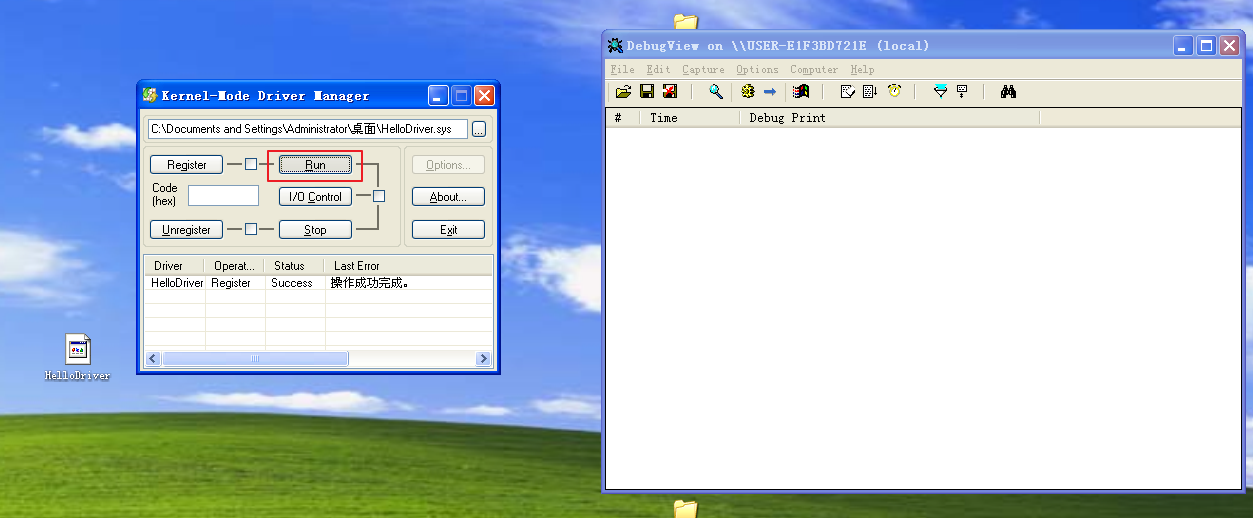 Kernel-Mode Driver Manager
C:\Documents and Settings\Administrator\桌面\HelloDriver.sys
...
Register
Run
Options...
Code
(hex)
I/O Control
About...
Unregister
Stop
Exit
Driver
Operat...
Status
Last Error
HelloDriver
Register
Success
操作成功完成。
HelloDriver
DebugView on \\USER-E1F3BD721E (local)
File Edit Capture Options Computer Help
# Time Debug Print